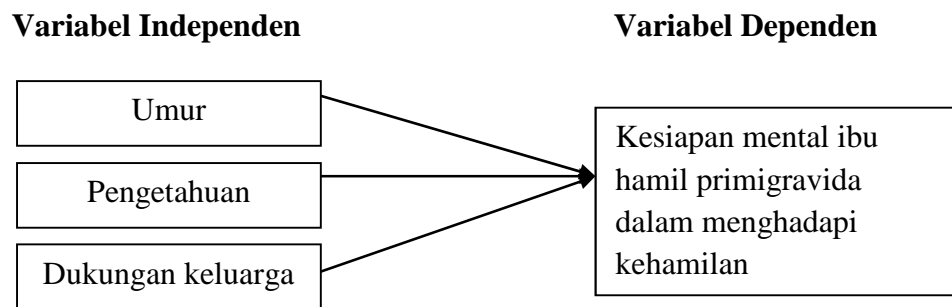 Variabel Independen
Variabel Dependen
Umur
Pengetahuan
Dukungan keluarga
Kesiapan mental ibu
hamil primigravida
dalam menghadapi
kehamilan